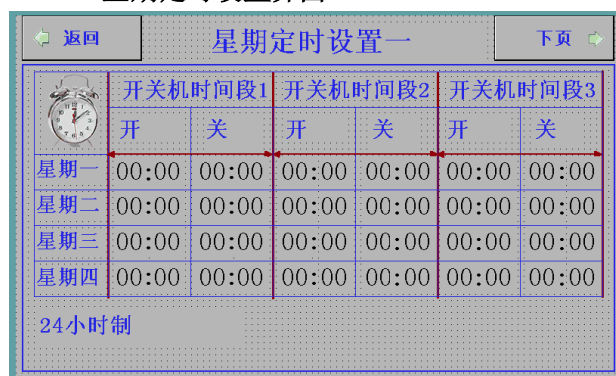 返回 星期定时设置一 下页
开关机时间段1 开关机时间段2 开关机时间段3
开 关 开 关 开 关
星期一 00:00 00:00 00:00 00:00 00:00 00:00
星期二 00:00 00:00 00:00 00:00 00:00 00:00
星期三 00:00 00:00 00:00 00:00 00:00 00:00
星期四 00:00 00:00 00:00 00:00 00:00 00:00
24小时制